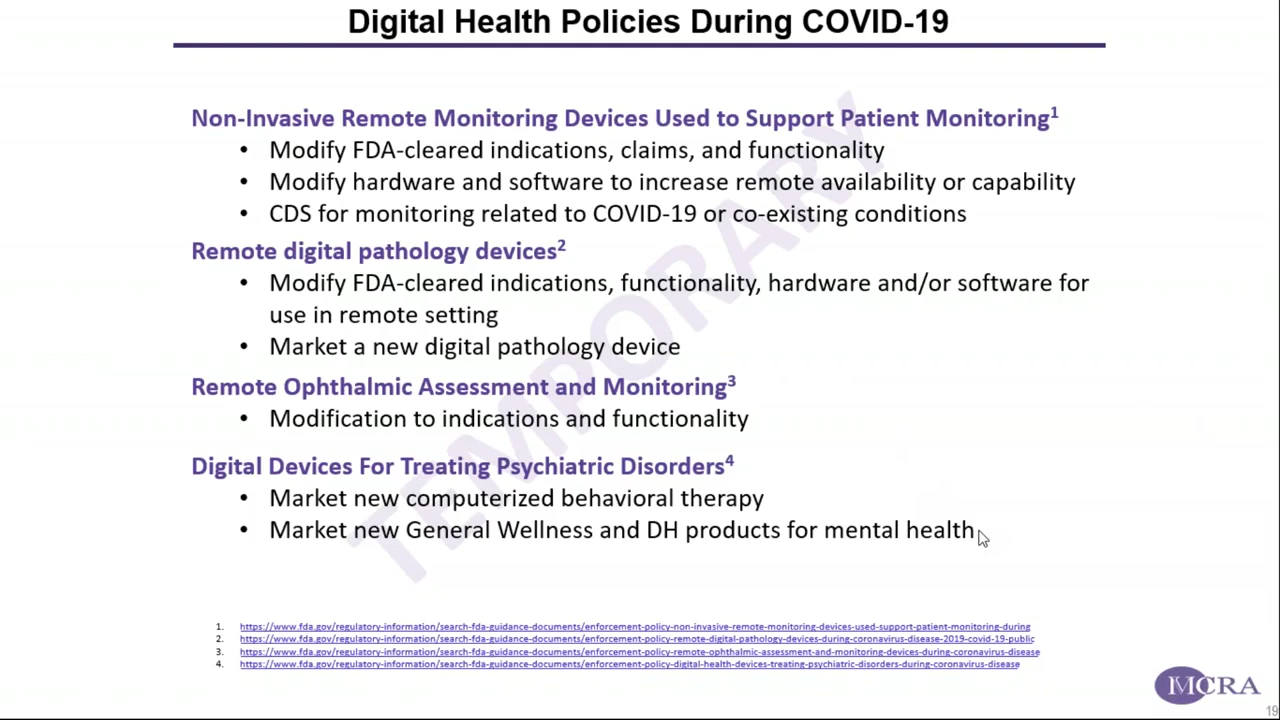 Digital Health Policies During COVID-19
Non-Invasive Remote Monitoring Devices Used to Support Patient Monitoring1
• Modify FDA-cleared indications, claims, and functionality
• Modify hardware and software to increase remote availability or capability
• CDS for monitoring related to COVID-19 or co-existing conditions
Remote digital pathology devices2
• Modify FDA-cleared indications, functionality, hardware and/or software for
use in remote setting
• Market a new digital pathology device
Remote Ophthalmic Assessment and Monitoring3
• Modification to indications and functionality
Digital Devices For Treating Psychiatric Disorders4
• Market new computerized behavioral therapy
• Market new General Wellness and DH products for mental health
TEMPORARY
1. https://www.fda.gov/regulatory-information/search-fda-guidance-documents/enforcement-policy-non-invasive-remote-monitoring-devices-used-support-patient-monitoring-during
2. https://www.fda.gov/regulatory-information/search-fda-guidance-documents/enforcement-policy-remote-digital-pathology-devices-during-coronavirus-disease-2019-covid-19-public
3. https://www.fda.gov/regulatory-information/search-fda-guidance-documents/enforcement-policy-remote-ophthalmic-assessment-and-monitoring-devices-during-coronavirus-disease
4. https://www.fda.gov/regulatory-information/search-fda-guidance-documents/enforcement-policy-digital-health-devices-treating-psychiatric-disorders-during-coronavirus-disease
MCRA
19